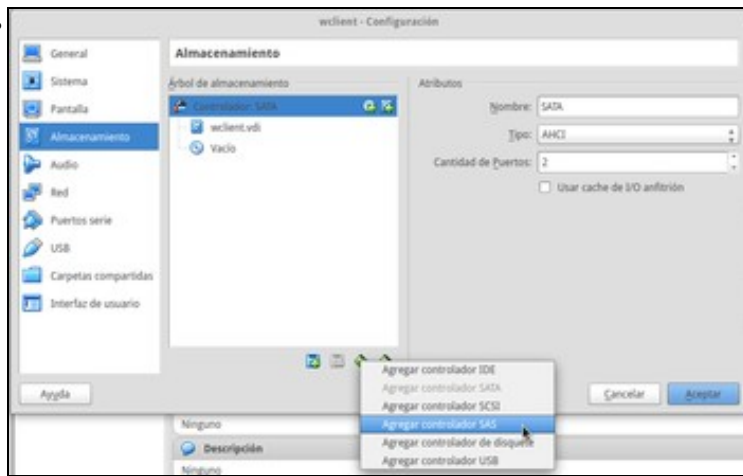 wclient - Configuración
General
Sistema
Pantalla
Almacenamiento
Audio
Red
Puertos serie
USB
Carpetas compartidas
Interfaz de usuario
Almacenamiento
Árbol de almacenamiento
Controlador: SATA
wclient.vdi
Vacío
Atributos
Nombre: SATA
Tipo: AHCI
Cantidad de Puertos: 2
Usar cache de I/O anfitrión
Agregar controlador IDE
Agregar controlador SATA
Agregar controlador SCSI
Agregar controlador SAS
Agregar controlador de disquete
Agregar controlador USB
Ayuda
Cancelar
Aceptar
Ninguno
Descripción
Ninguno